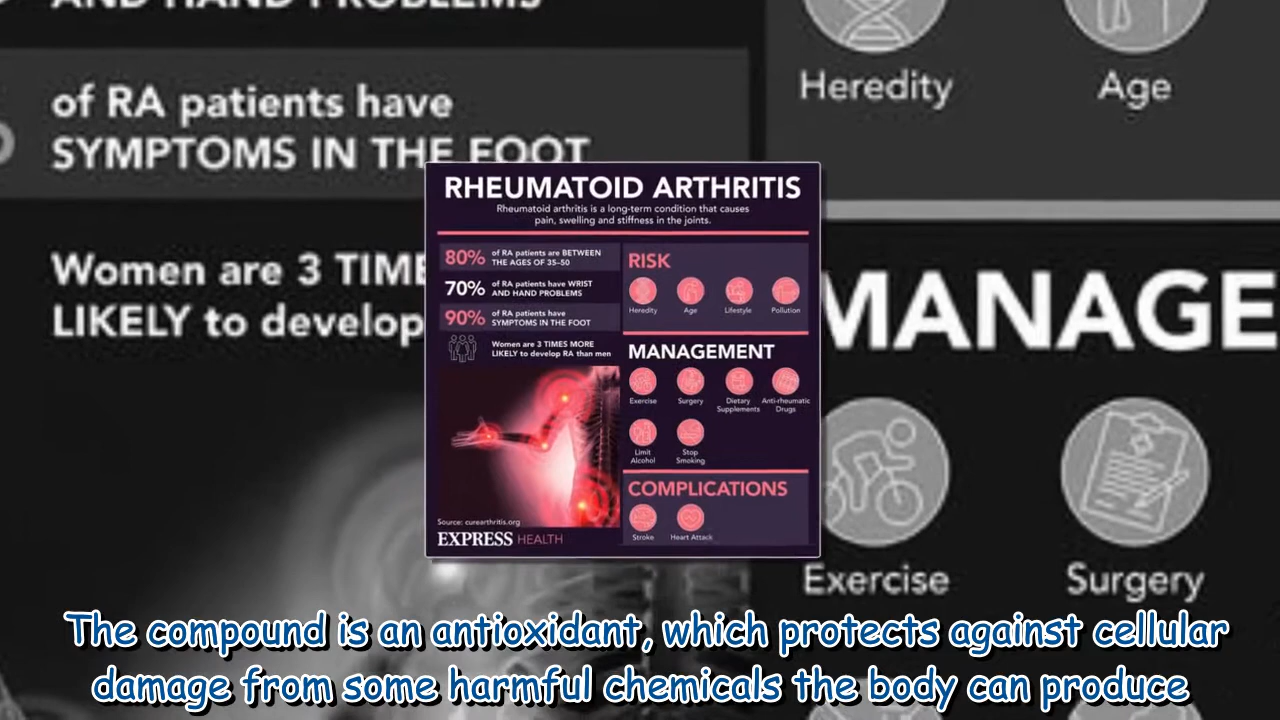 AND HAND PROBLEMS
of RA patients have
SYMPTOMS IN THE FOOT
Women are 3 TIME
LIKELY to develop
Heredity
Age
MANAGE
Exercise
Surgery
RHEUMATOID ARTHRITIS
Rheumatoid arthritis is a long-term condition that causes
pain, swelling and stiffness in the joints.
80% of RA patients are BETWEEN
THE AGES OF 35-50
70% of RA patients have WRIST
AND HAND PROBLEMS
90% of RA patients have
SYMPTOMS IN THE FOOT
Women are 3 TIMES MORE
LIKELY to develop RA than men
Source: curearthritis.org
EXPRESS HEALTH
RISK
Heredity Age Lifestyle Pollution
MANAGEMENT
Exercise Surgery Dietary Anti-rheumatic
Supplements Drugs
Limit Stop
Alcohol Smoking
COMPLICATIONS
Stroke Heart Attack
The compound is an antioxidant, which protects against cellular
damage from some harmful chemicals the body can produce